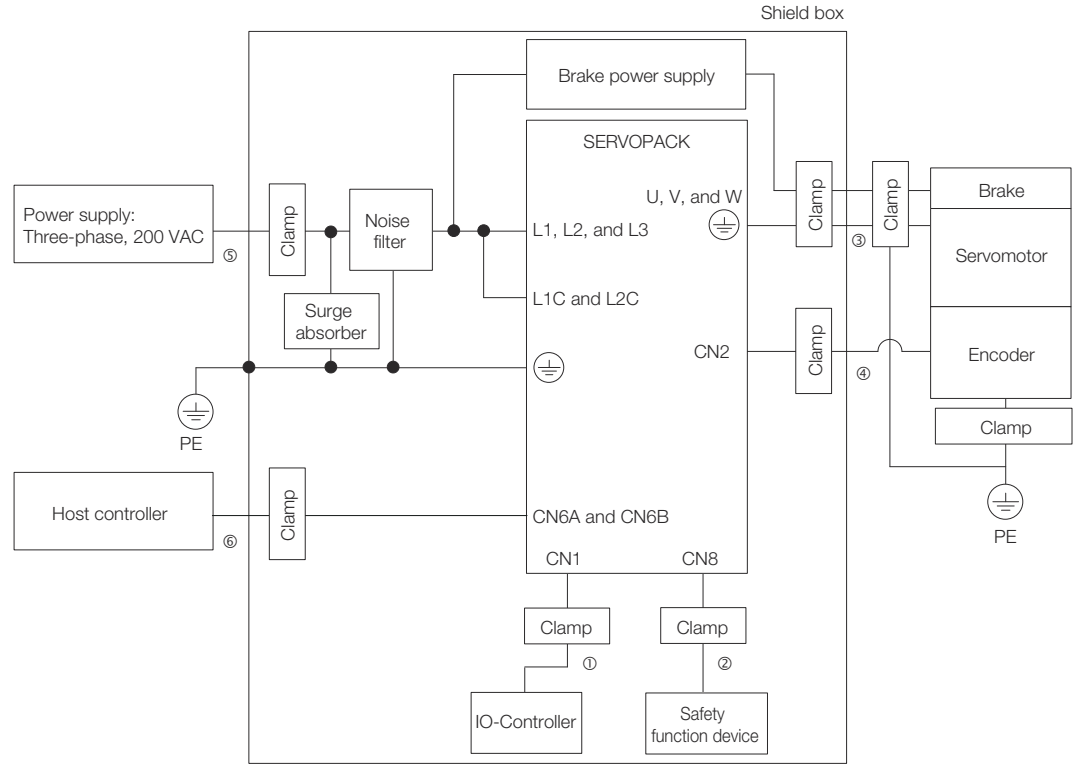 Shield box
Brake power supply
SERVOPACK
U, V, and W
Clamp
Clamp
Brake
Power supply:
Three-phase, 200 VAC
⑤
Clamp
Noise
filter
L1, L2, and L3
③
Servomotor
L1C and L2C
Surge
absorber
CN2
Clamp
④
Encoder
PE
Clamp
Host controller
⑥
Clamp
CN6A and CN6B
PE
CN1
CN8
Clamp
Clamp
①
②
IO-Controller
Safety
function device